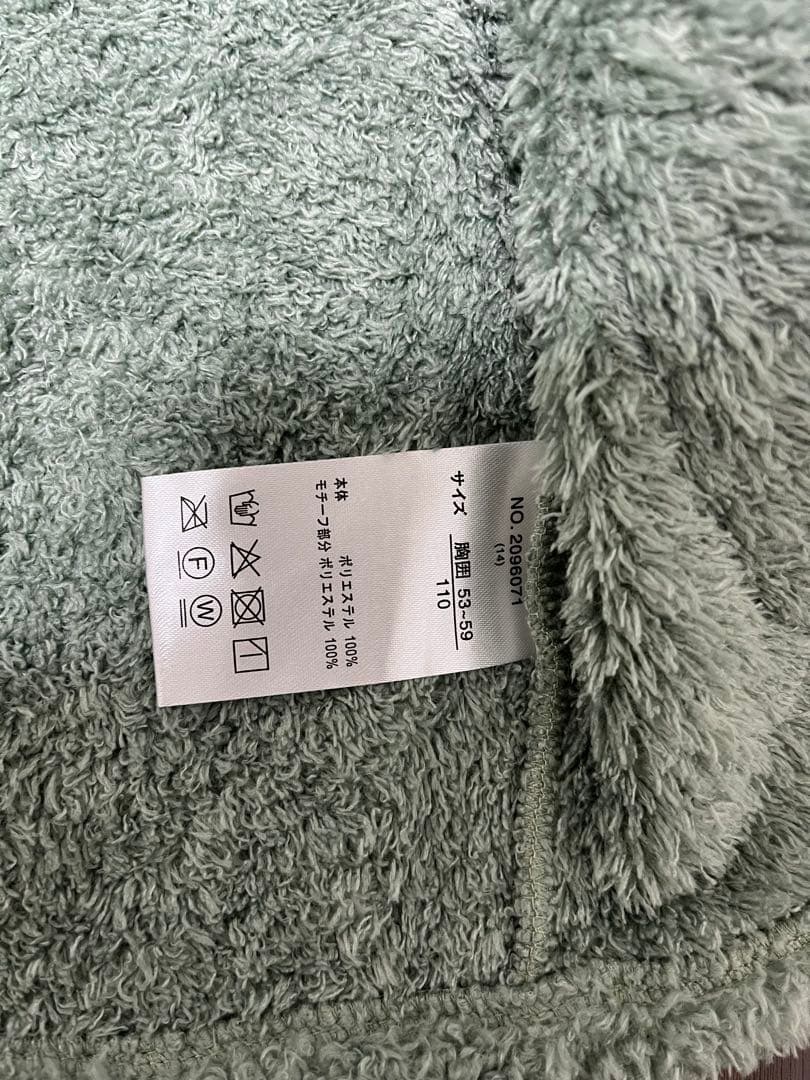 NO. 2096071
(14)
サイズ 胸囲 53~59
110
本体 ポリエステル 100%
モチーフ部分 ポリエステル 100%
F
W